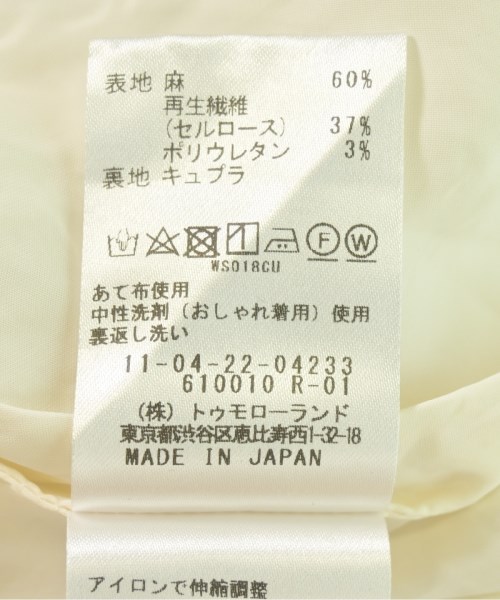 表地 麻 60%
再生繊維
(セルロース) 37%
ポリウレタン 3%
裏地 キュプラ
F W
WS018CU
あて布使用
中性洗剤（おしゃれ着用）使用
裏返し洗い
11-04-22-04233
610010 R-01
（株）トゥモローランド
東京都渋谷区恵比寿西1-32-18
MADE IN JAPAN
アイロンで伸縮調整